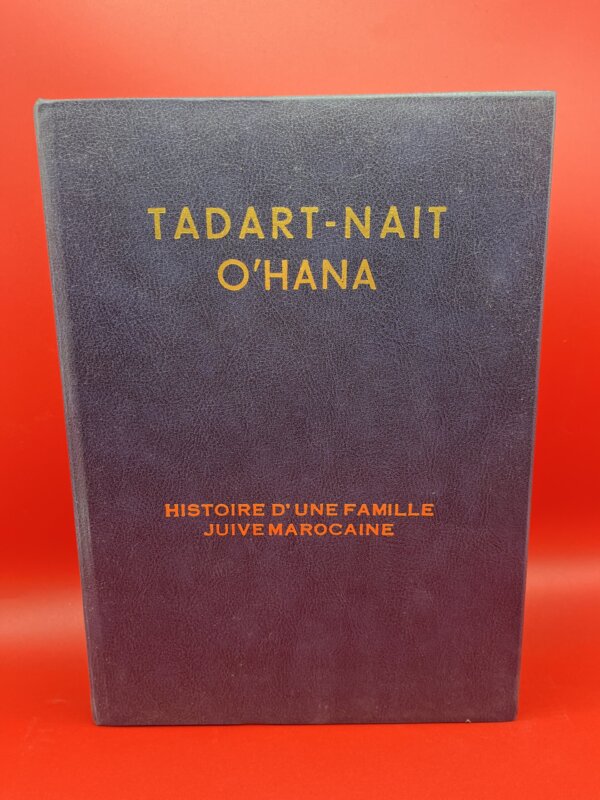 TADART-NAIT
O'HANA
HISTOIRE D'UNE FAMILLE
JUIVE MAROCAINE